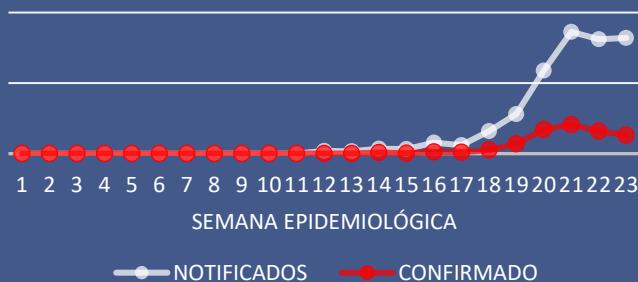 1 2 3 4 5 6 7 8 9 10 11 12 13 14 15 16 17 18 19 20 21 22 23
SEMANA EPIDEMIOLÓGICA
NOTIFICADOS CONFIRMADO